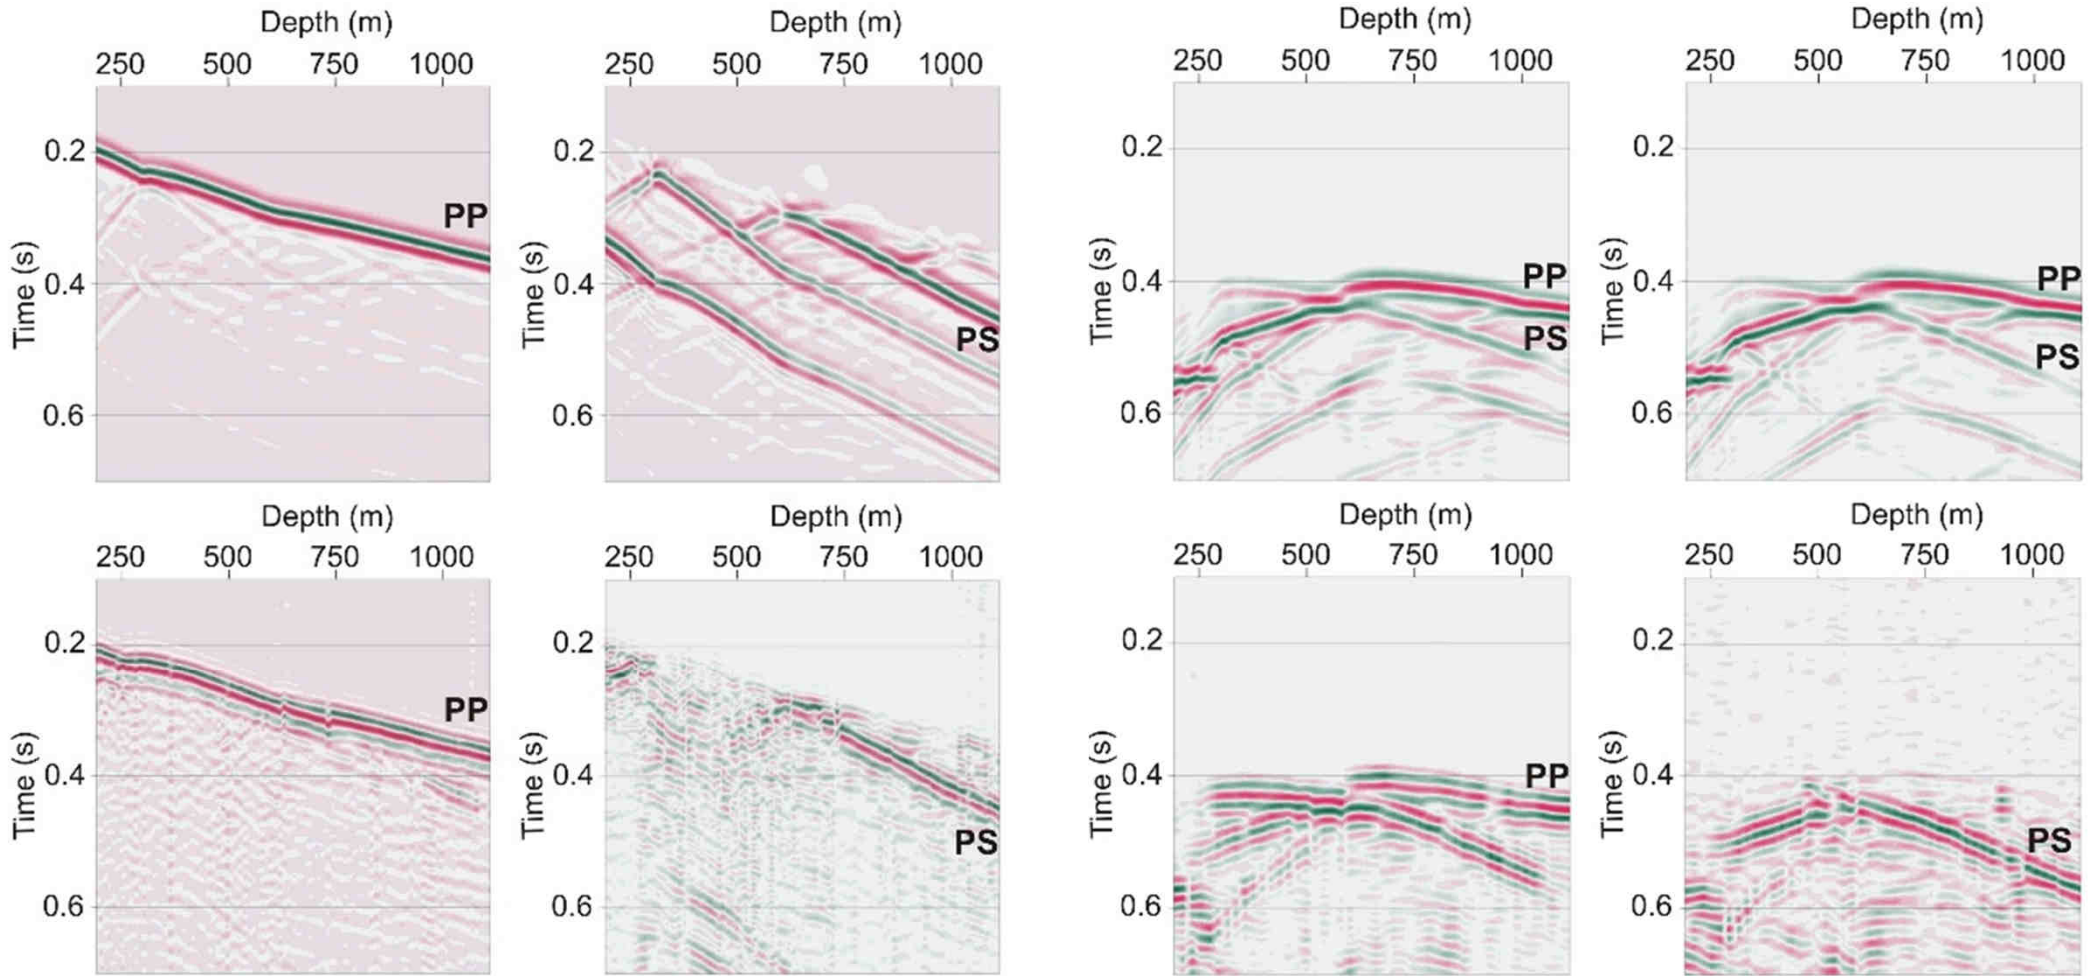 Depth (m) Depth (m) Depth (m) Depth (m)
250 500 750 1000 250 500 750 1000 250 500 750 1000 250 500 750 1000
0.2 0.2 0.2 0.2
PP
Time (s) Time (s) Time (s) Time (s)
0.4 0.4 0.4 PP 0.4 PP
PS PS PS
0.6 0.6 0.6 0.6
Depth (m) Depth (m) Depth (m) Depth (m)
250 500 750 1000 250 500 750 1000 250 500 750 1000 250 500 750 1000
0.2 0.2 0.2 0.2
PP
Time (s) Time (s) Time (s) Time (s)
0.4 0.4 0.4 PP 0.4
PS PS
0.6 0.6 0.6 0.6